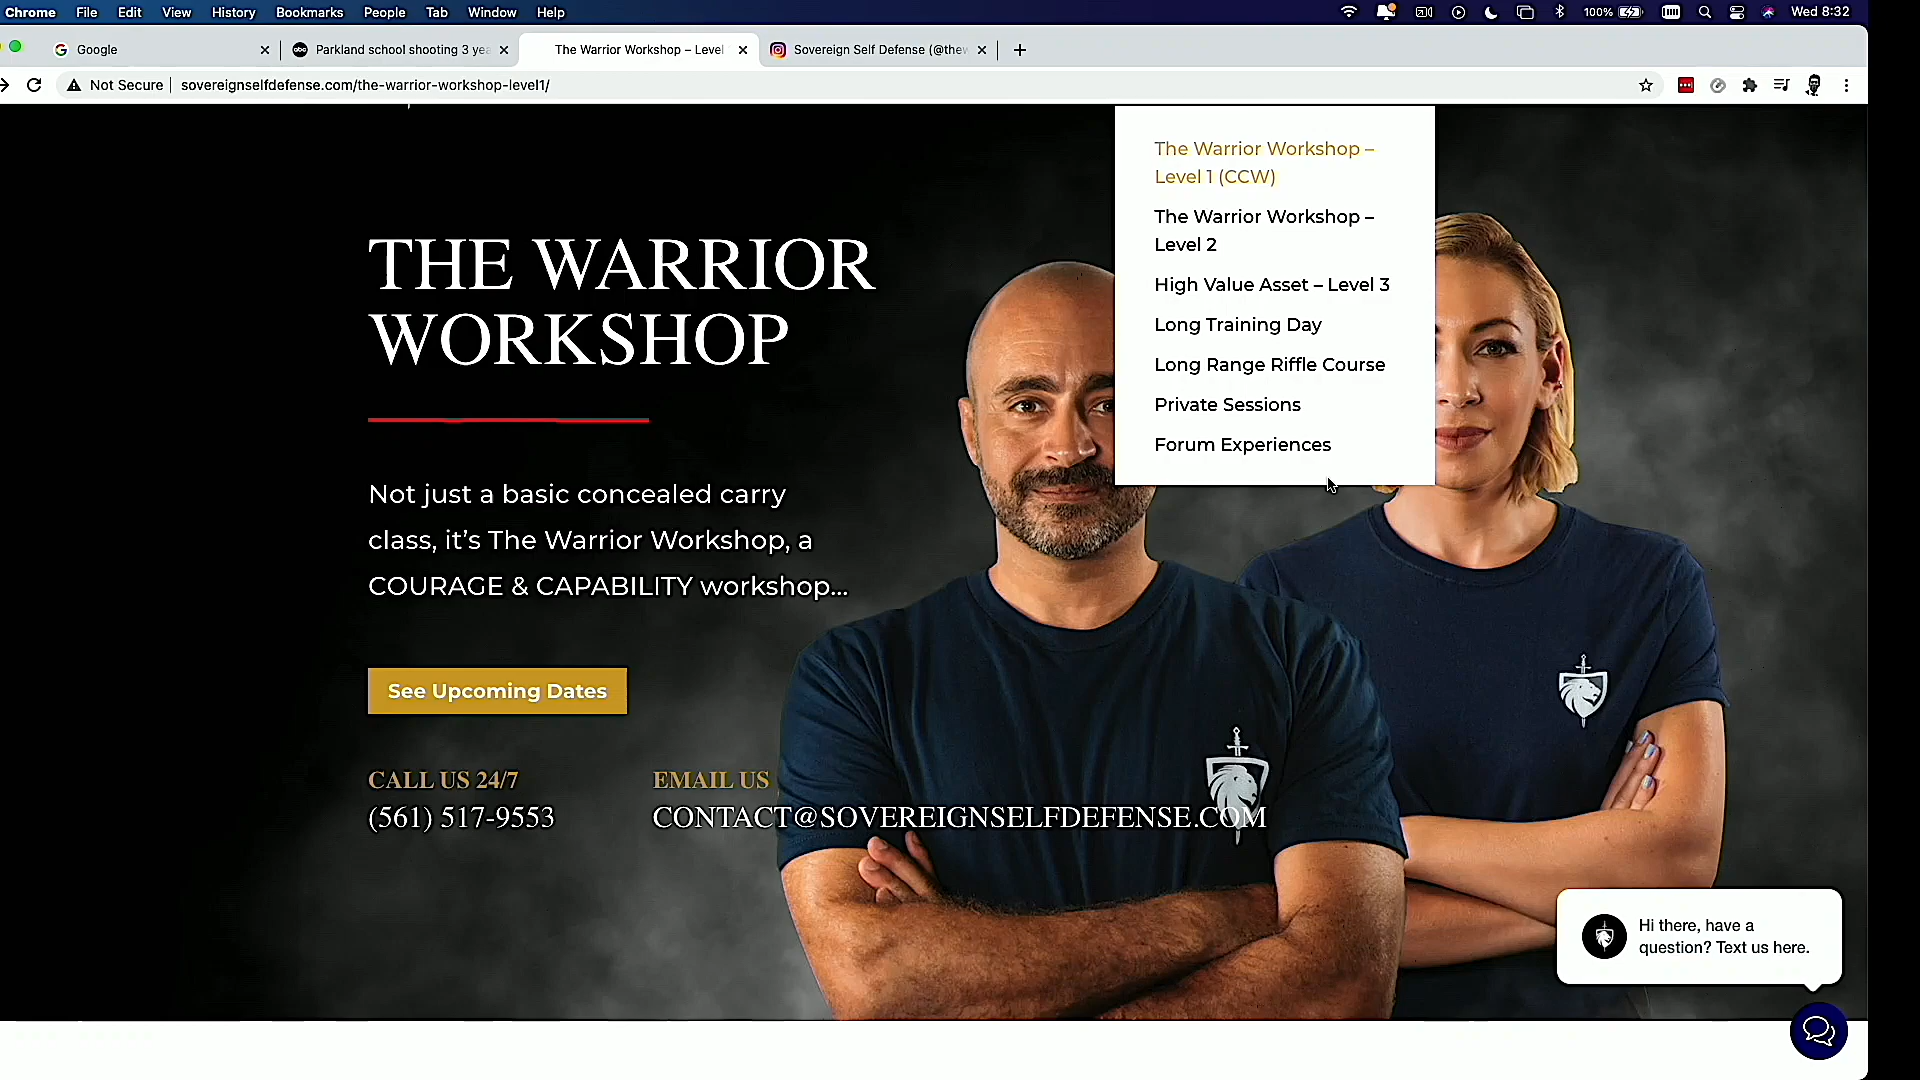 Chrome File Edit View History Bookmarks People Tab Window Help 100% Wed 8:32
Google
abc Parkland school shooting 3 yea
The Warrior Workshop – Level
Sovereign Self Defense (@thew
Not Secure sovereignselfdefense.com/the-warrior-workshop-level1/
The Warrior Workshop –
Level 1 (CCW)
The Warrior Workshop –
Level 2
High Value Asset – Level 3
Long Training Day
Long Range Riffle Course
Private Sessions
Forum Experiences
THE WARRIOR
WORKSHOP
Not just a basic concealed carry
class, it's The Warrior Workshop, a
COURAGE & CAPABILITY workshop...
See Upcoming Dates
CALL US 24/7
(561) 517-9553
EMAIL US
CONTACT@SOVEREIGNSELFDEFENSE.COM
Hi there, have a
question? Text us here.